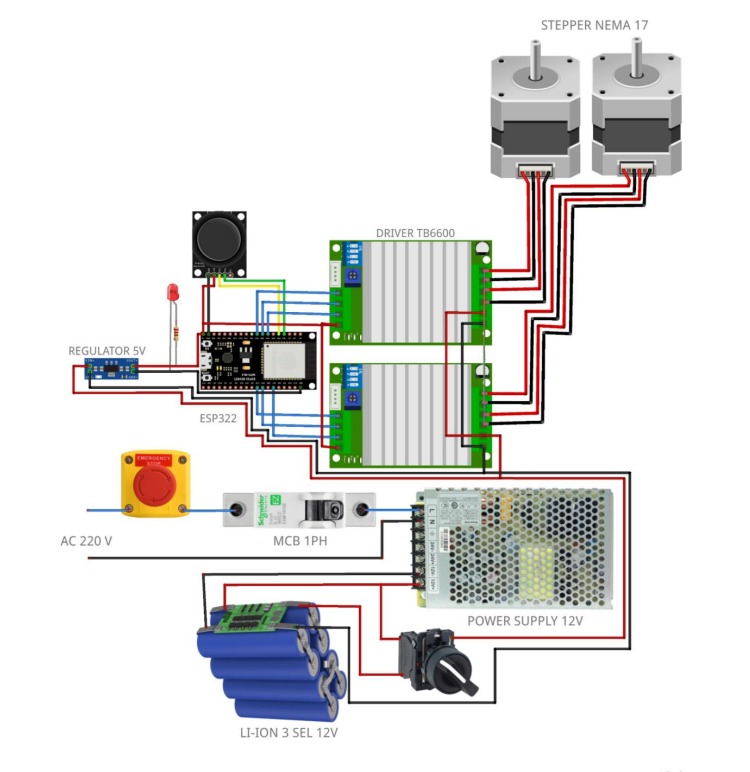 STEPPER NEMA 17
DRIVER TB6600
REGULATOR 5V
ESP322
EMERGENCY
STOP
Schneider
AC 220 V
MCB 1PH
L
N
POWER SUPPLY 12V
LI-ION 3 SEL 12V